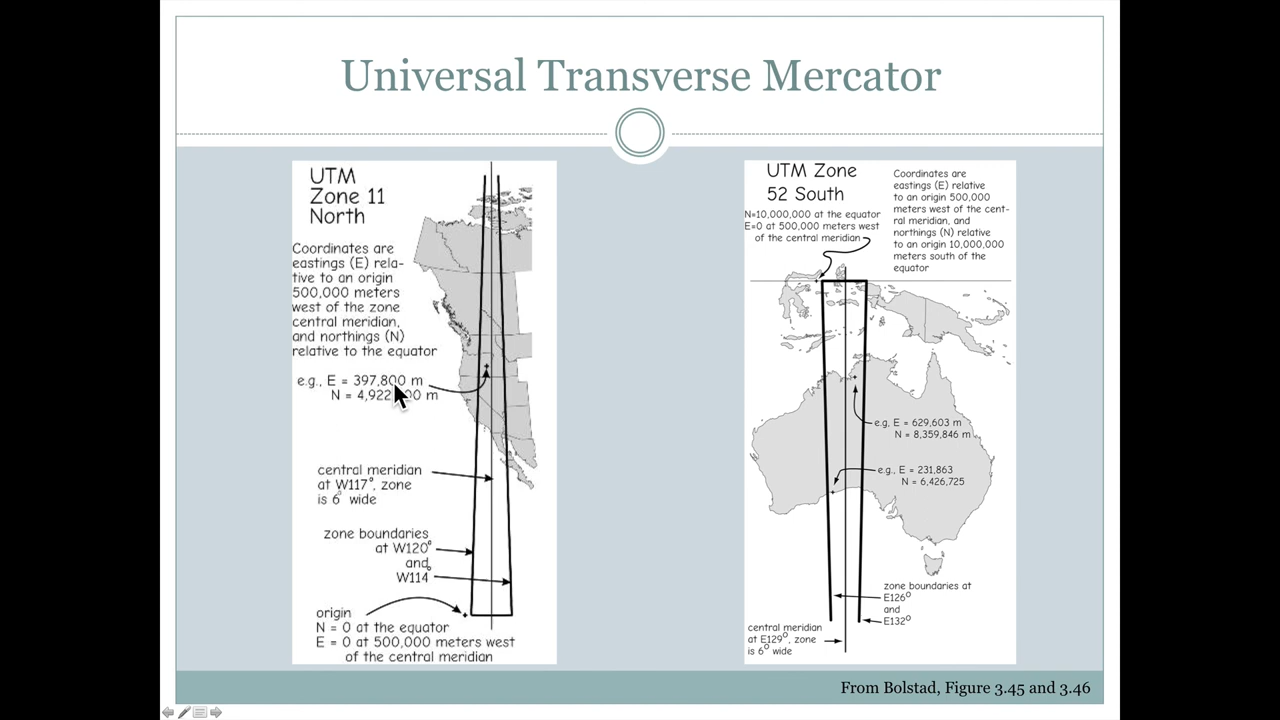 Universal Transverse Mercator
UTM
Zone 11
North
Coordinates are
eastings (E) rela-
tive to an origin
500,000 meters
west of the zone
central meridian,
and northings (N)
relative to the equator
e.g., E = 397,800 m
N = 4,922 00 m
central meridian
at W117°, zone
is 6° wide
zone boundaries
at W120°
and
W114°
origin
N = 0 at the equator
E = 0 at 500,000 meters west
of the central meridian
UTM Zone
52 South
N=10,000,000 at the equator
E=0 at 500,000 meters west
of the central meridian
Coordinates are
eastings (E) relative
to an origin 500,000
meters west of the cent-
ral meridian, and
northings (N) relative
to an origin 10,000,000
meters south of the
equator
e.g, E = 629,603 m
N = 8,359,846 m
e.g., E = 231,863
N = 6,426,725
zone boundaries at
E126°
and
E132°
central meridian
at E129°, zone
is 6° wide
From Bolstad, Figure 3.45 and 3.46